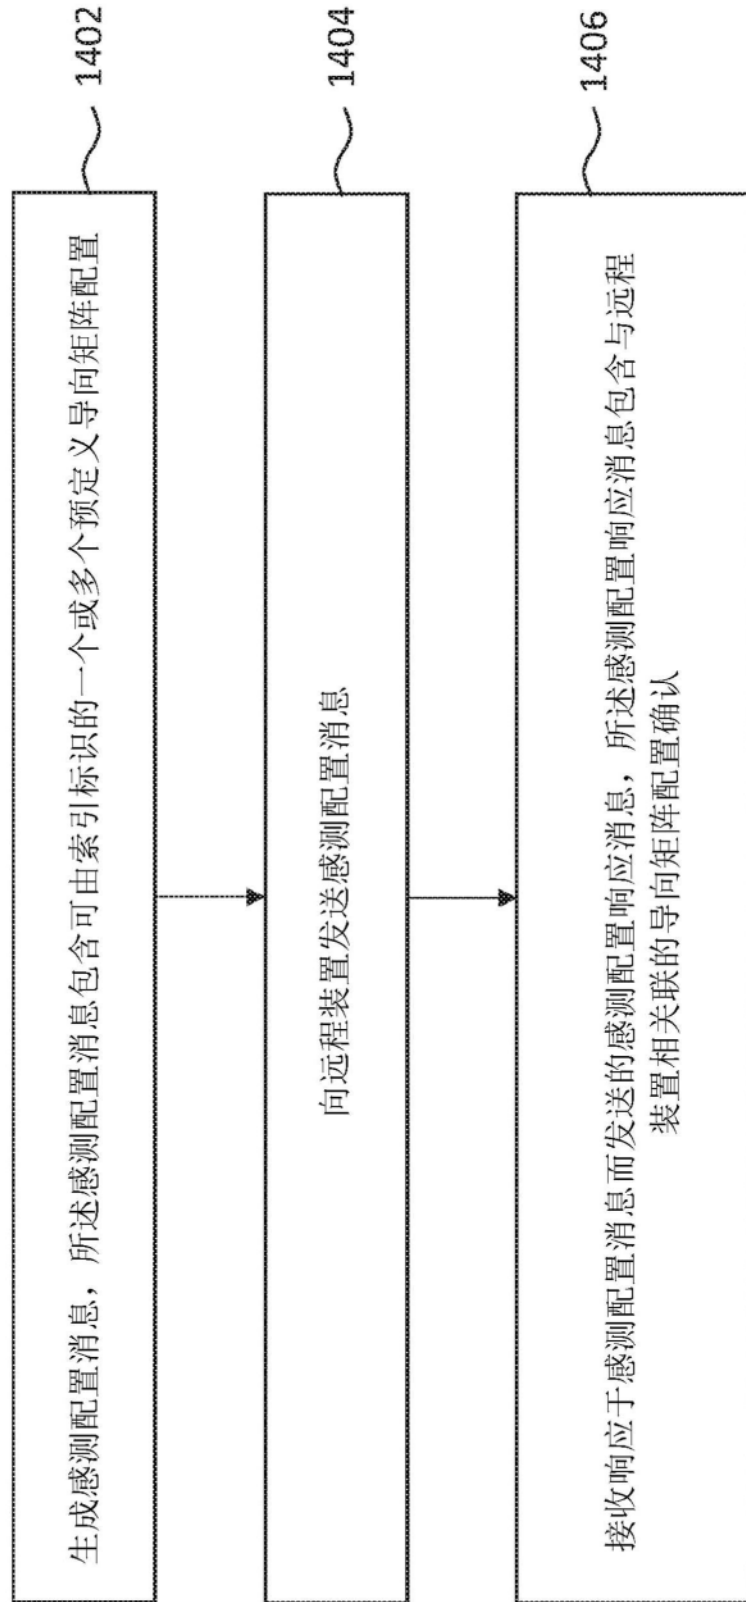 1402
生成感测配置消息，所述感测配置消息包含可由索引标识的一个或多个预定义导向矩阵配置
1404
向远程装置发送感测配置消息
1406
接收响应于感测配置消息而发送的感测配置响应消息，所述感测配置响应消息包含与远程
装置相关联的导向矩阵配置确认